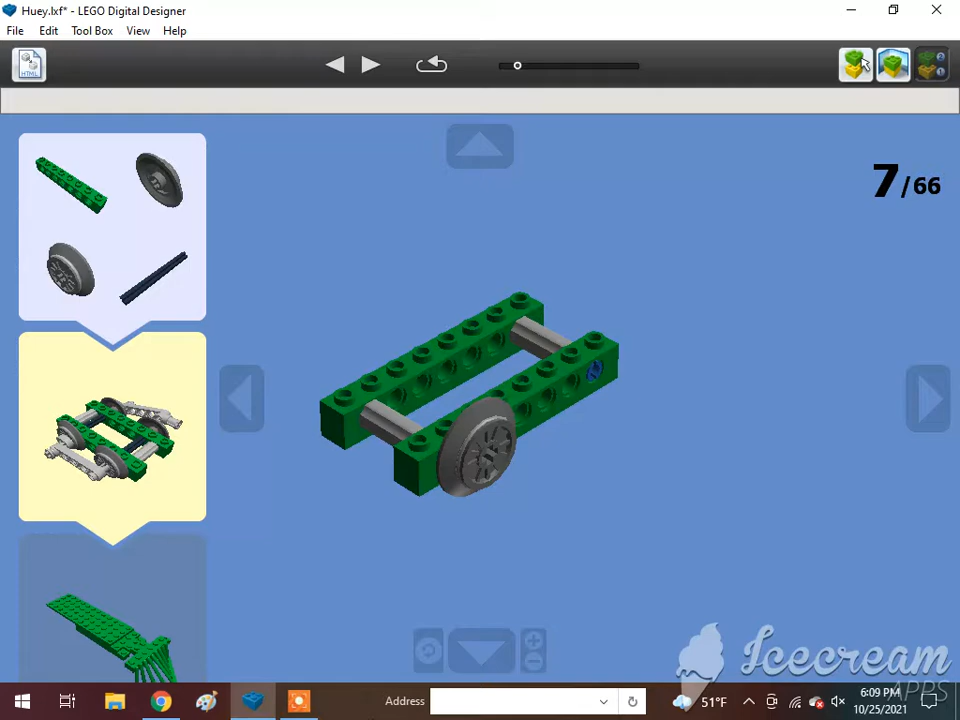 Huey.lxf* - LEGO Digital Designer
File Edit Tool Box View Help
HTML
7/66
Icecream
APPS
Address
51°F
6:09 PM
10/25/2021